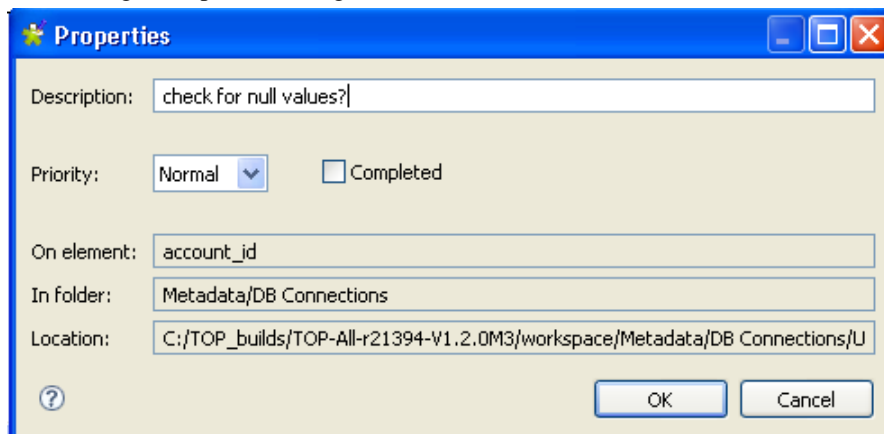 Properties
Description: check for null values?
Priority: Normal Completed
On element: account_id
In folder: Metadata/DB Connections
Location: C:/TOP_builds/TOP-All-r21394-V1.2.0M3/workspace/Metadata/DB Connections/U
? OK Cancel